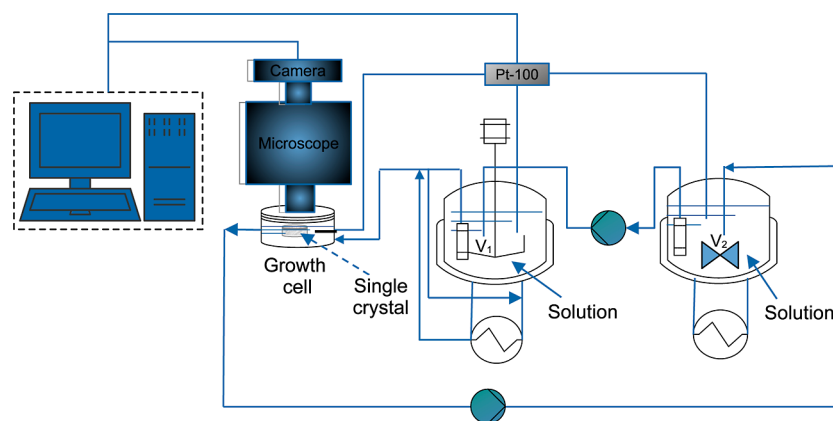 Camera
Pt-100
Microscope
V1
V2
Growth
cell
Single
crystal
Solution
Solution